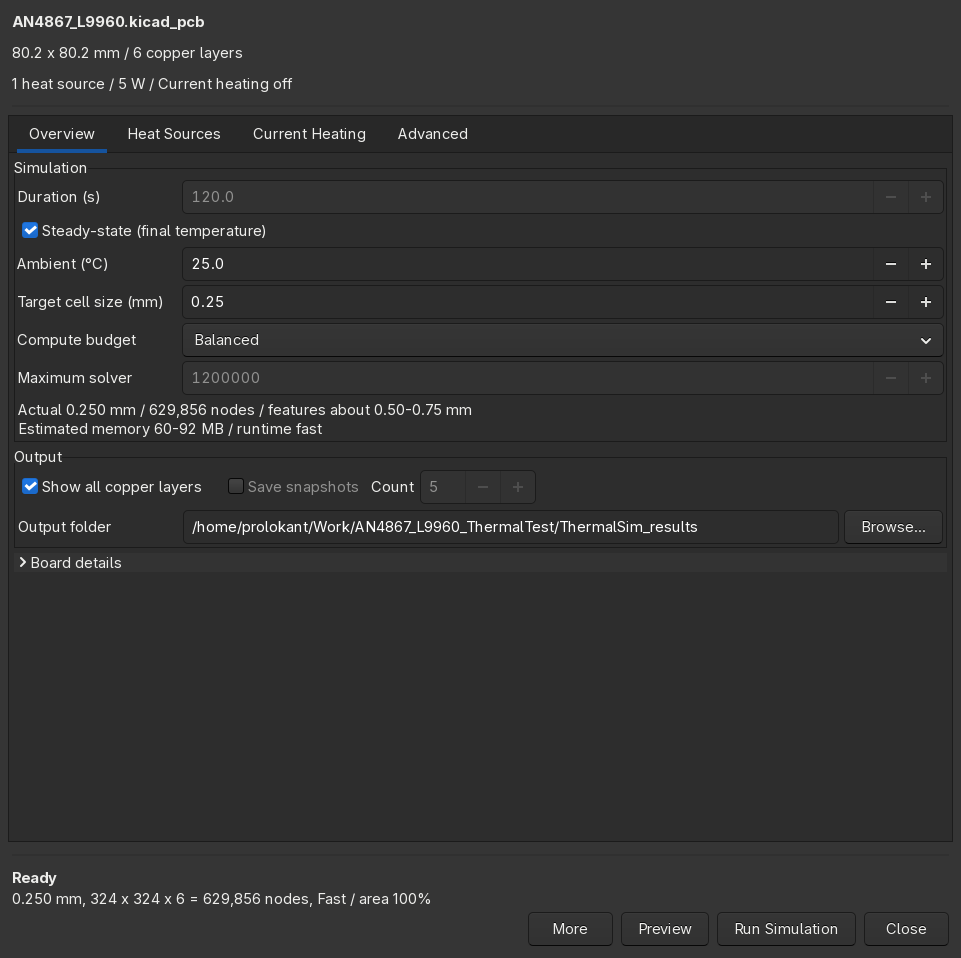 AN4867_L9960.kicad_pcb
80.2 x 80.2 mm / 6 copper layers
1 heat source / 5 W / Current heating off
Overview Heat Sources Current Heating Advanced
Simulation
Duration (s) 120.0 − +
Steady-state (final temperature)
Ambient (°C) 25.0 − +
Target cell size (mm) 0.25 − +
Compute budget Balanced
Maximum solver 1200000 − +
Actual 0.250 mm / 629,856 nodes / features about 0.50-0.75 mm
Estimated memory 60-92 MB / runtime fast
Output
Show all copper layers Save snapshots Count 5 − +
Output folder /home/prolokant/Work/AN4867_L9960_ThermalTest/ThermalSim_results Browse...
Board details
Ready
0.250 mm, 324 x 324 x 6 = 629,856 nodes, Fast / area 100%
More Preview Run Simulation Close